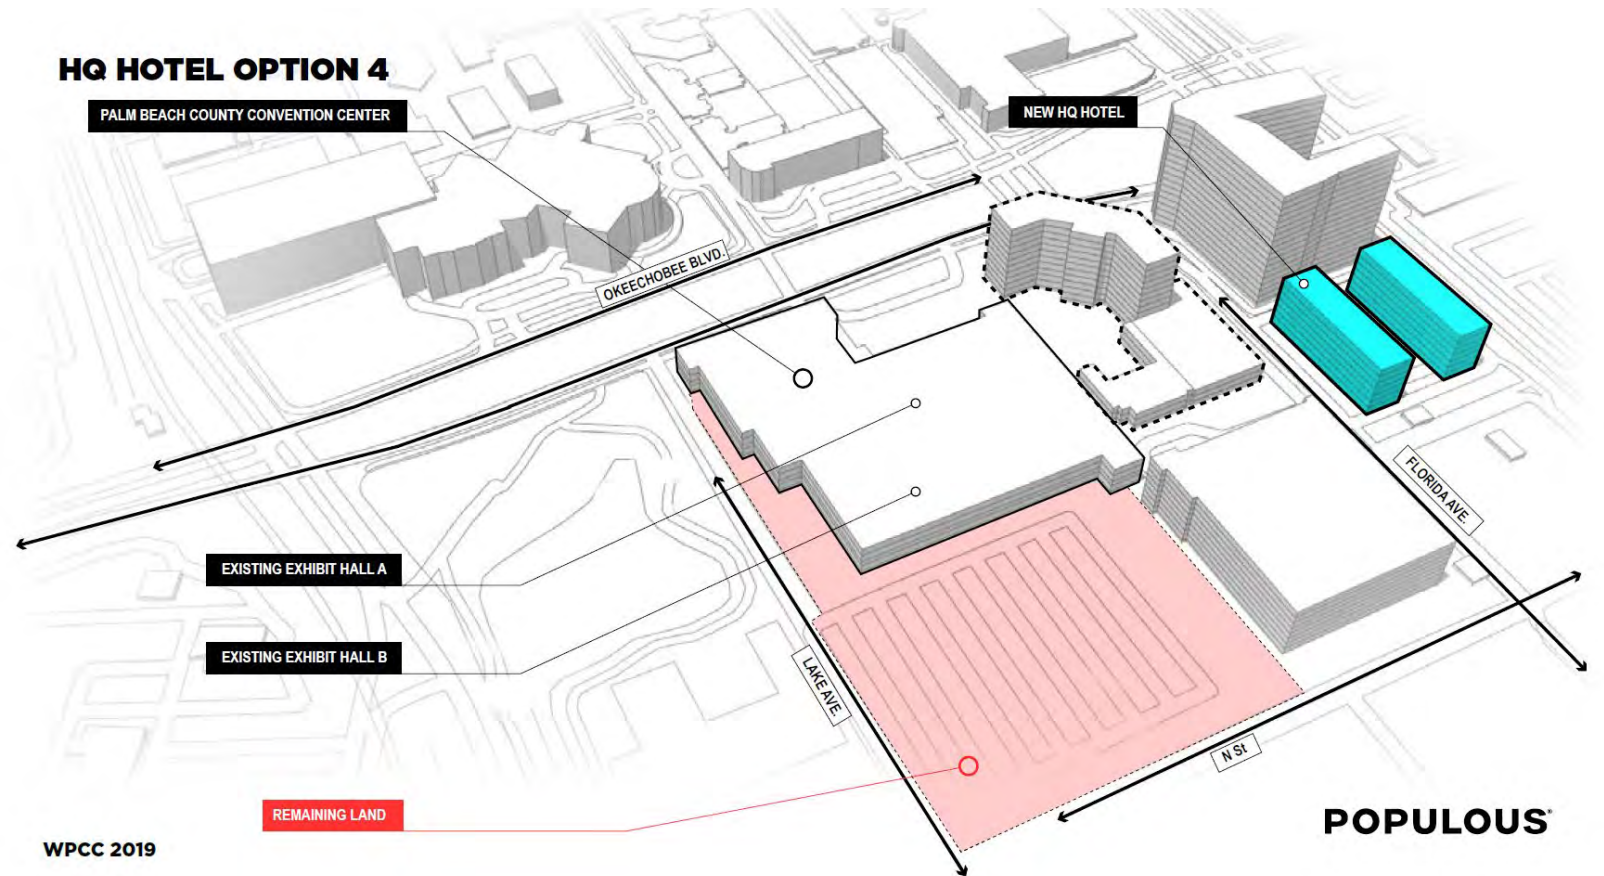 HQ HOTEL OPTION 4
PALM BEACH COUNTY CONVENTION CENTER
NEW HQ HOTEL
OKEECHOBEE BLVD.
FLORIDA AVE.
EXISTING EXHIBIT HALL A
EXISTING EXHIBIT HALL B
LAKE AVE.
N St
REMAINING LAND
POPULOUS®
WPCC 2019